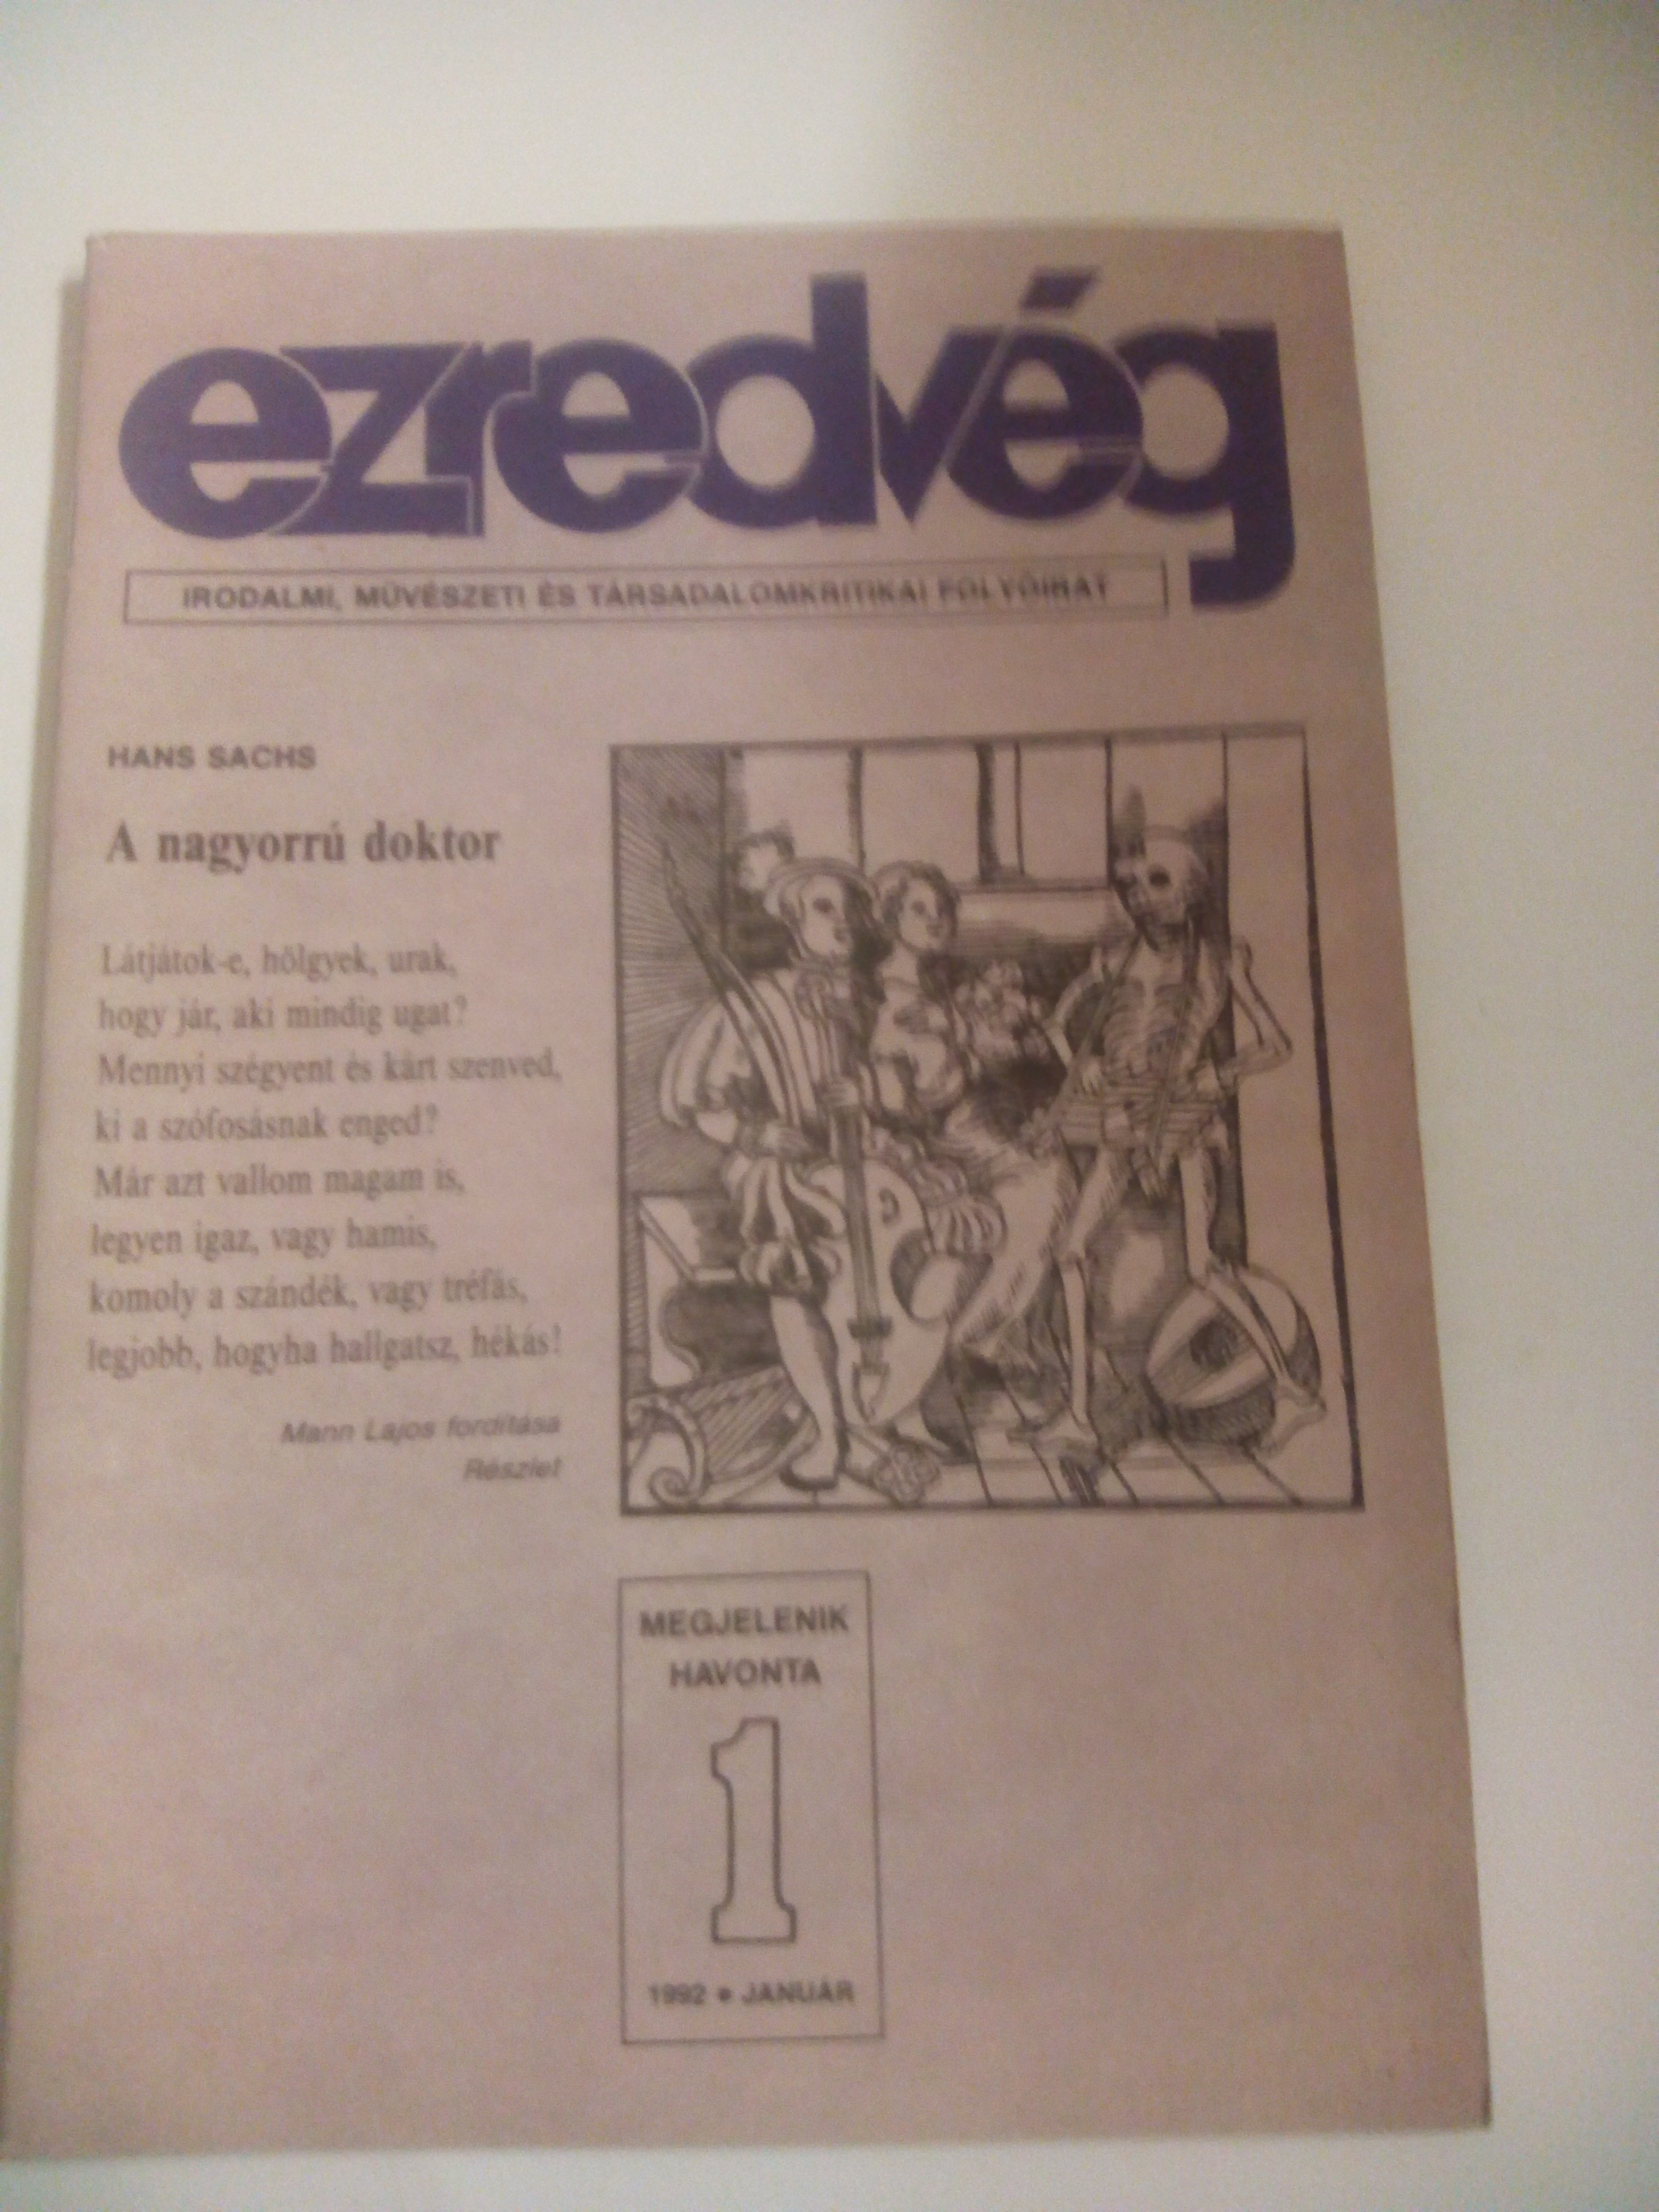 ezredvég
IRODALMI, MŰVÉSZETI ÉS TÁRSADALOMKRITIKAI FOLYÓIRAT
HANS SACHS
A nagyorrú doktor
Látjátok-e, hölgyek, urak,
hogy jár, aki mindig ugat?
Mennyi szégyent és kárt szenved,
ki a szófosásnak enged?
Már azt vallom magam is,
legyen igaz, vagy hamis,
komoly a szándék, vagy tréfás,
legjobb, hogyha hallgatsz, hékás!
Mann Lajos fordítása
Részlet
MEGJELENIK
HAVONTA
1
1992 • JANUÁR